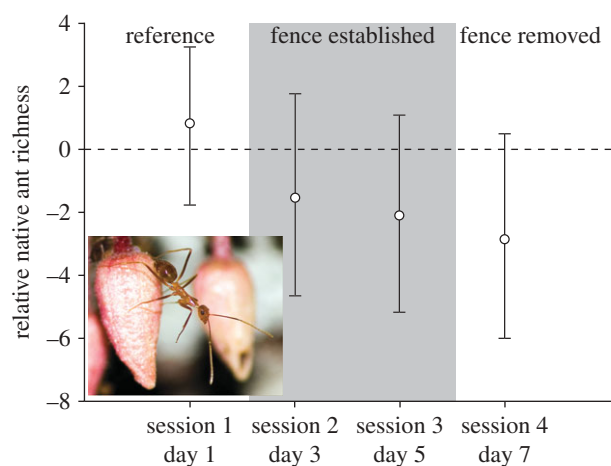 reference fence established fence removed
4
2
0
–2
–4
–6
–8
relative native ant richness
session 1 session 2 session 3 session 4
day 1 day 3 day 5 day 7